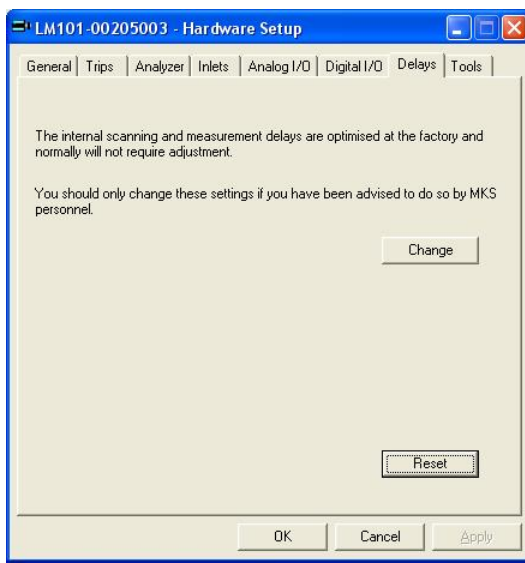 LM101-00205003 - Hardware Setup
General Trips Analyzer Inlets Analog I/O Digital I/O Delays Tools
The internal scanning and measurement delays are optimised at the factory and
normally will not require adjustment.
You should only change these settings if you have been advised to do so by MKS
personnel.
Change
Reset
OK Cancel Apply